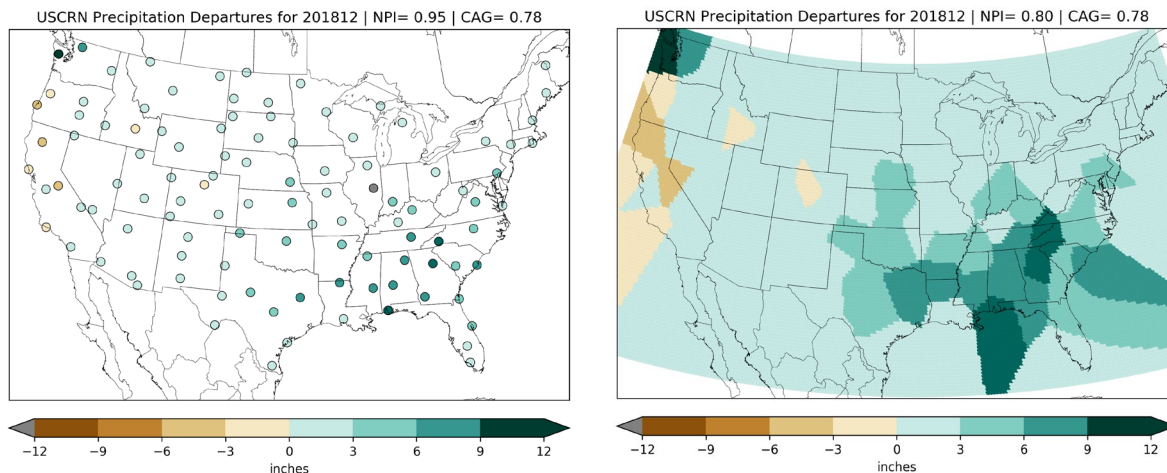 USCRN Precipitation Departures for 201812 | NPI= 0.95 | CAG= 0.78
−12 −9 −6 −3 0 3 6 9 12
inches
USCRN Precipitation Departures for 201812 | NPI= 0.80 | CAG= 0.78
−12 −9 −6 −3 0 3 6 9 12
inches